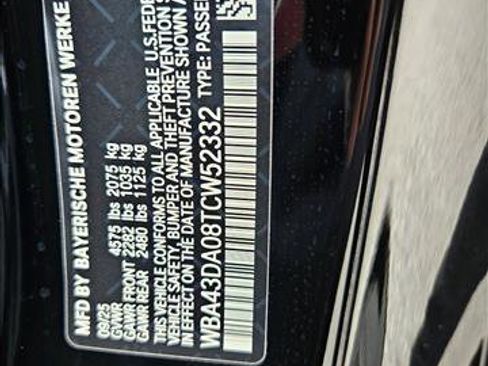 MFD BY BAYERISCHE MOTOREN WERKE
09/25
GVWR 4575 lbs 2075 kg
GAWR FRONT 2282 lbs 1035 kg
GAWR REAR 2480 lbs 1125 kg
THIS VEHICLE CONFORMS TO ALL APPLICABLE U.S.FEDE
VEHICLE SAFETY, BUMPER AND THEFT PREVENTION S
IN EFFECT ON THE DATE OF MANUFACTURE SHOWN A
WBA43DA08TCW52332 TYPE: PASSE